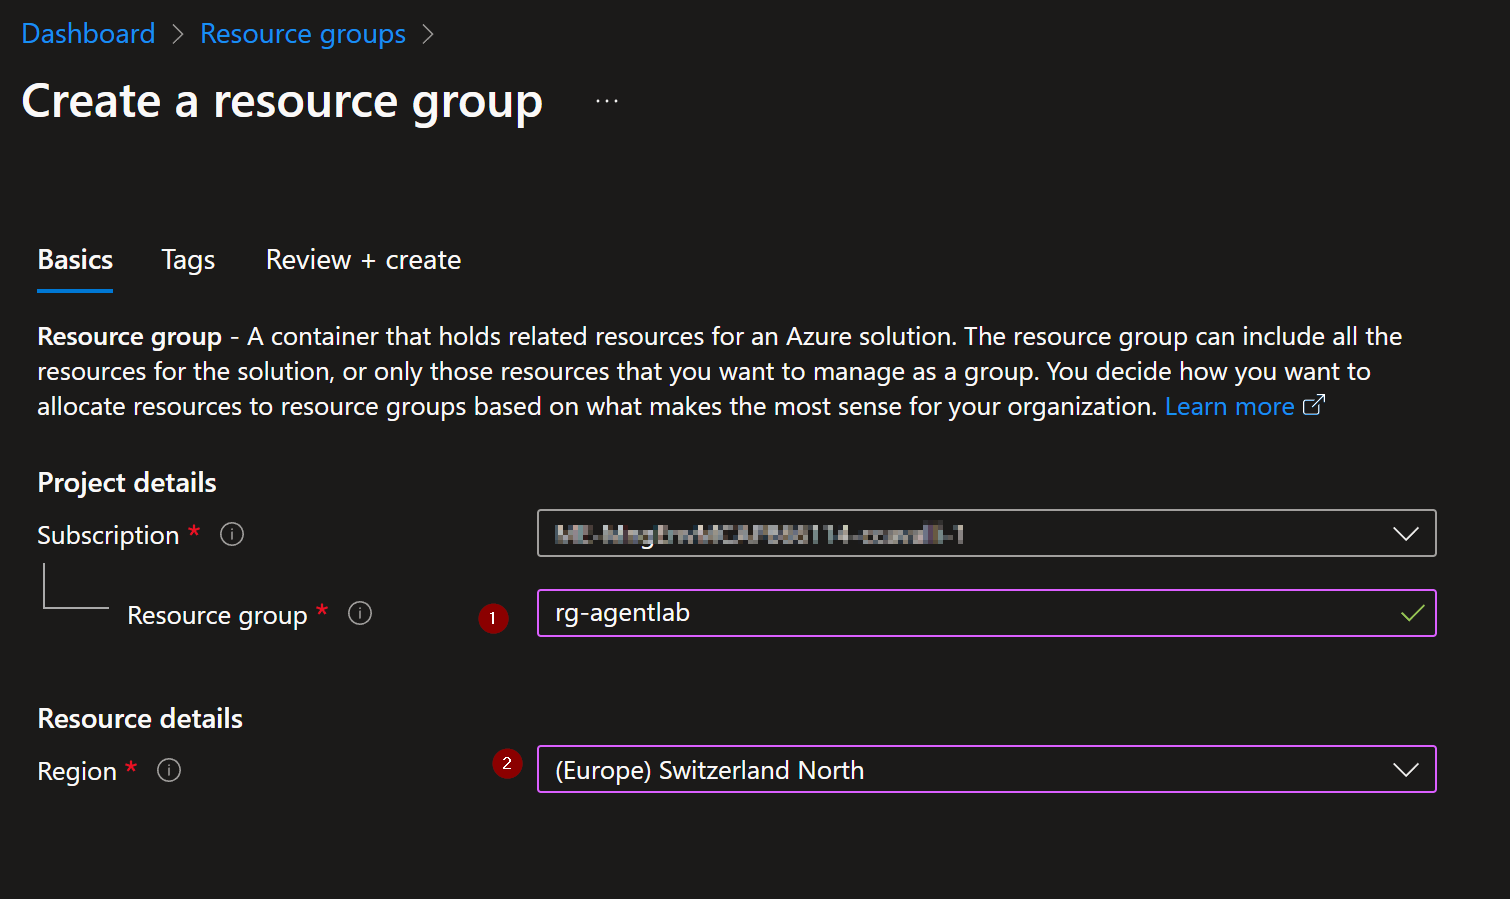 Dashboard > Resource groups >
Create a resource group ...
Basics Tags Review + create
Resource group - A container that holds related resources for an Azure solution. The resource group can include all the
resources for the solution, or only those resources that you want to manage as a group. You decide how you want to
allocate resources to resource groups based on what makes the most sense for your organization. Learn more
Project details
Subscription *
Resource group * 1 rg-agentlab
Resource details
Region * 2 (Europe) Switzerland North